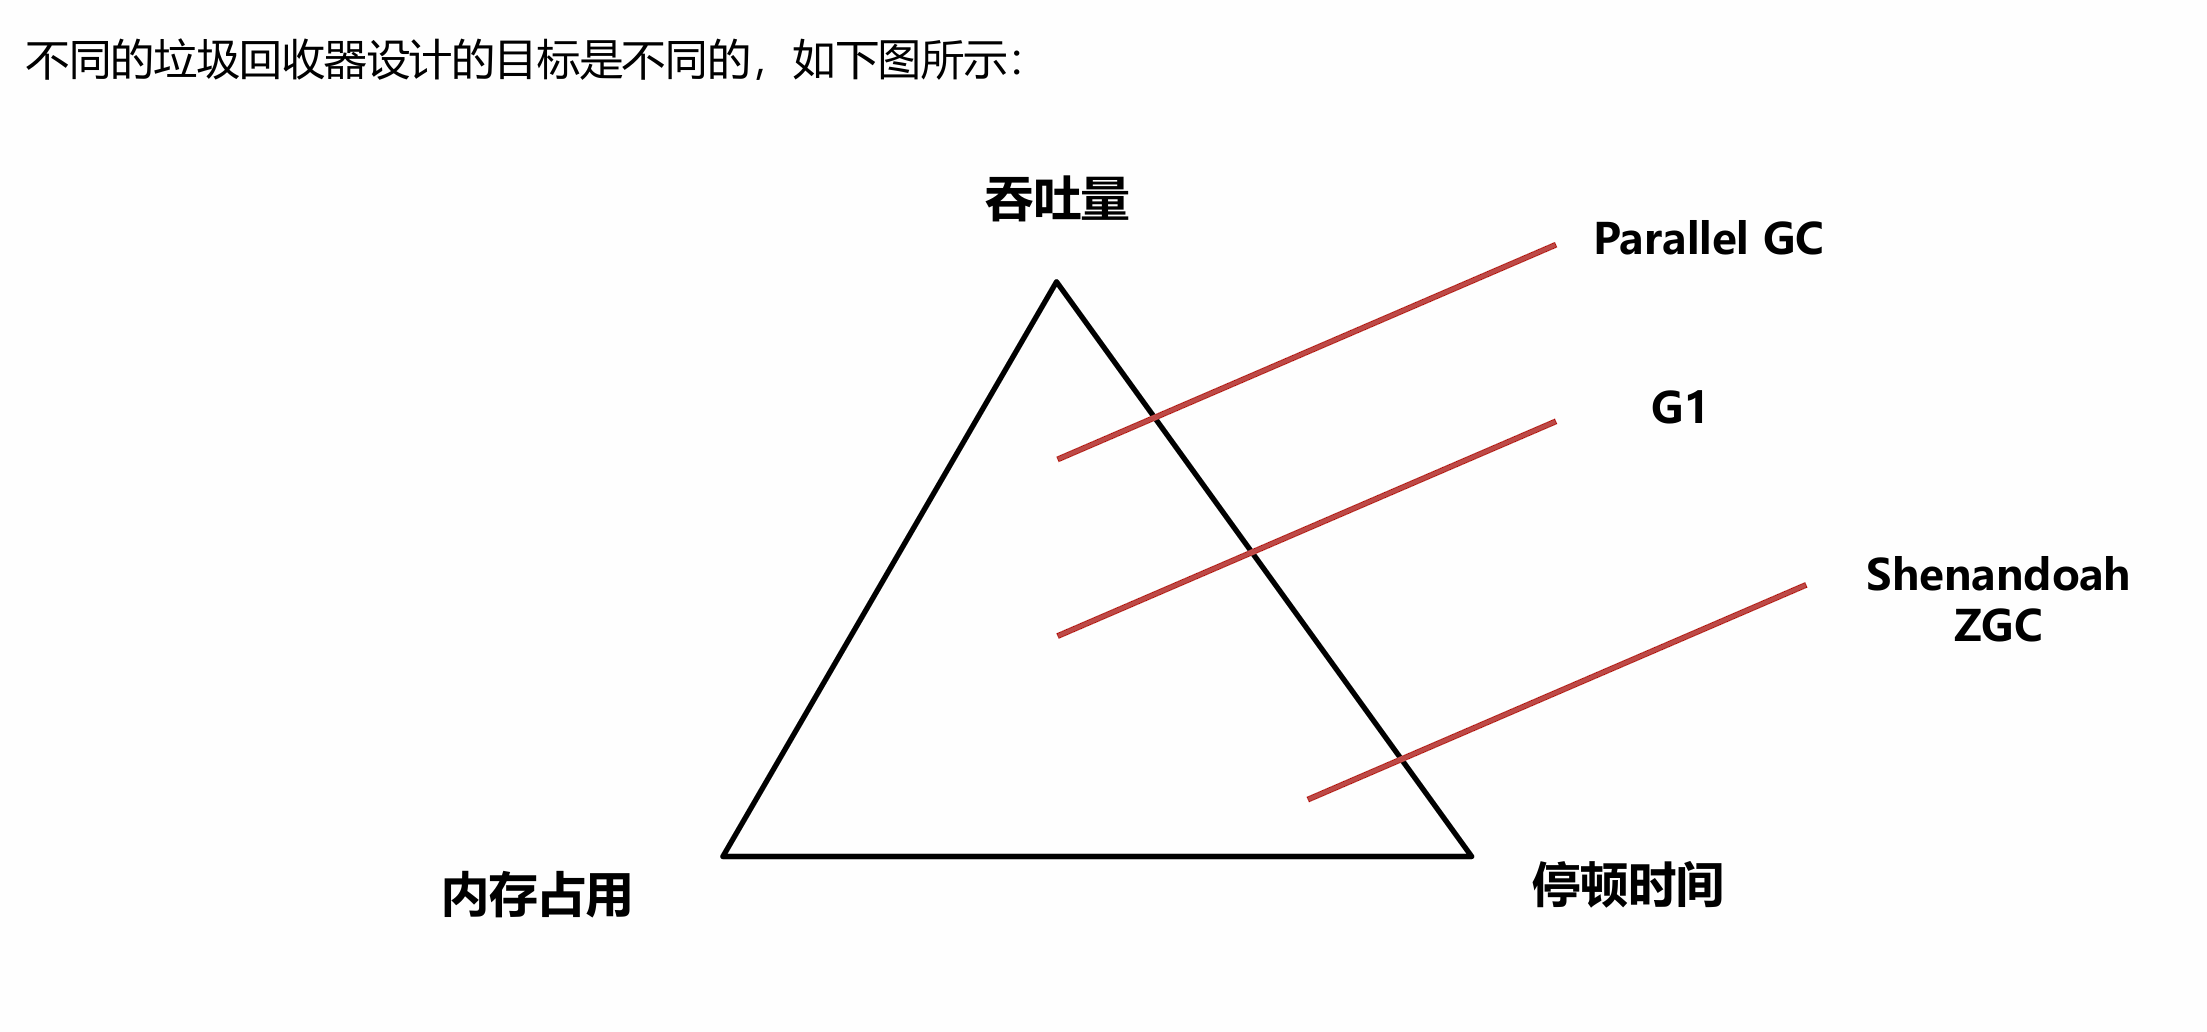 不同的垃圾回收器设计的目标是不同的，如下图所示：
吞吐量
Parallel GC
G1
Shenandoah
ZGC
内存占用
停顿时间